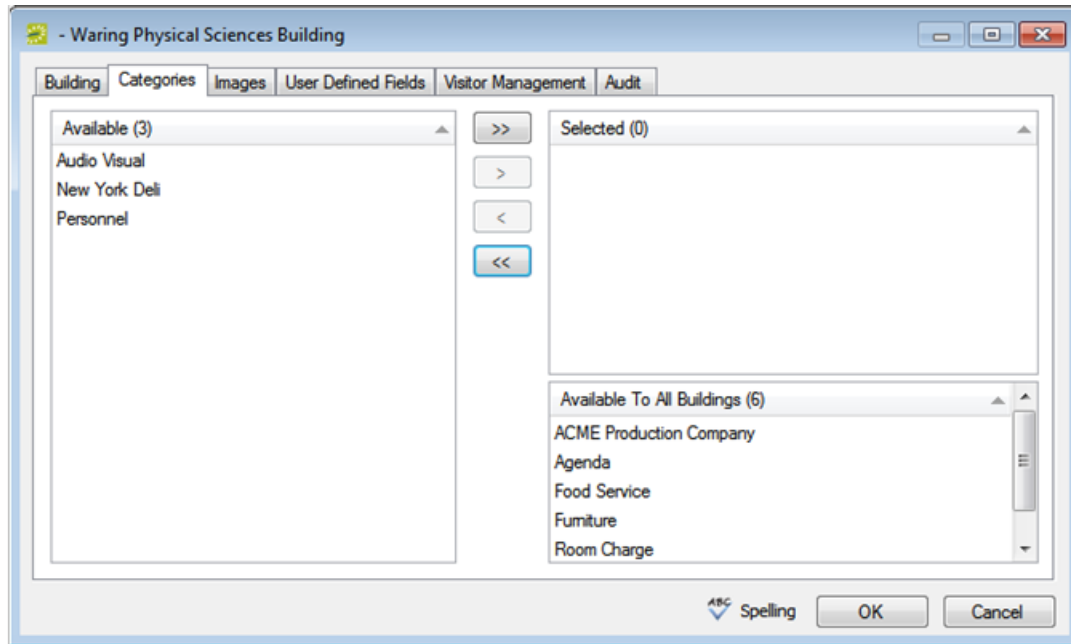 - Waring Physical Sciences Building
Building Categories Images User Defined Fields Visitor Management Audit
Available (3)
Audio Visual
New York Deli
Personnel
>>
>
<
<<
Selected (0)
Available To All Buildings (6)
ACME Production Company
Agenda
Food Service
Furniture
Room Charge
ABC Spelling OK Cancel